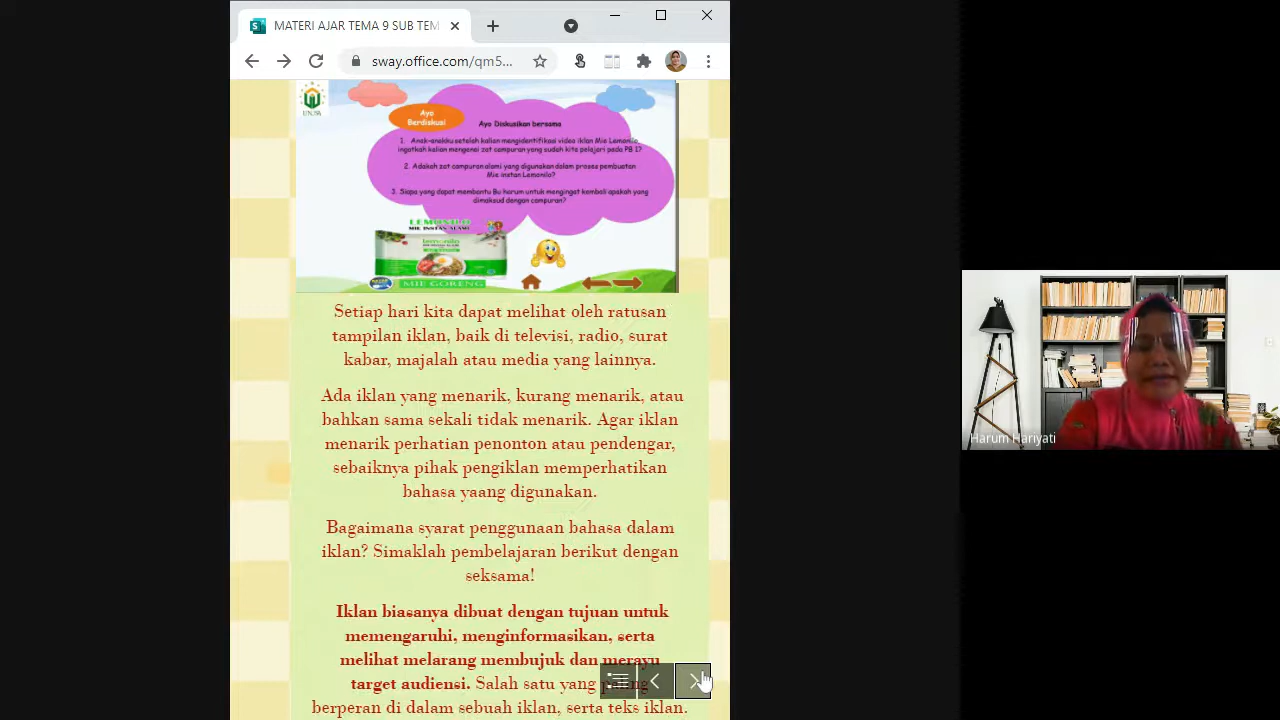 MATERI AJAR TEMA 9 SUB TEM
sway.office.com/qm5...
UNUSA
Ayo
Berdiskusi
Ayo Diskusikan bersama
1. Anak-anakku setelah kalian mengidentifikasi video iklan Mie Lemonilo,
ingatkah kalian mengenai zat campuran yang sudah kita pelajari pada PB 1?
2. Adakah zat campuran alami yang digunakan dalam proses pembuatan
Mie instan Lemonilo?
3. Siapa yang dapat membantu Bu harum untuk mengingat kembali apakah yang
dimaksud dengan campuran?
LEMONILO
MIE INSTAN ALAMI
lemonilo
MIE GORENG
Setiap hari kita dapat melihat oleh ratusan
tampilan iklan, baik di televisi, radio, surat
kabar, majalah atau media yang lainnya.
Ada iklan yang menarik, kurang menarik, atau
bahkan sama sekali tidak menarik. Agar iklan
menarik perhatian penonton atau pendengar,
sebaiknya pihak pengiklan memperhatikan
bahasa yaang digunakan.
Bagaimana syarat penggunaan bahasa dalam
iklan? Simaklah pembelajaran berikut dengan
seksama!
Iklan biasanya dibuat dengan tujuan untuk
memengaruhi, menginformasikan, serta
melihat melarang membujuk dan merayu
target audiensi. Salah satu yang paling
berperan di dalam sebuah iklan, serta teks iklan.
Harum Hariyati